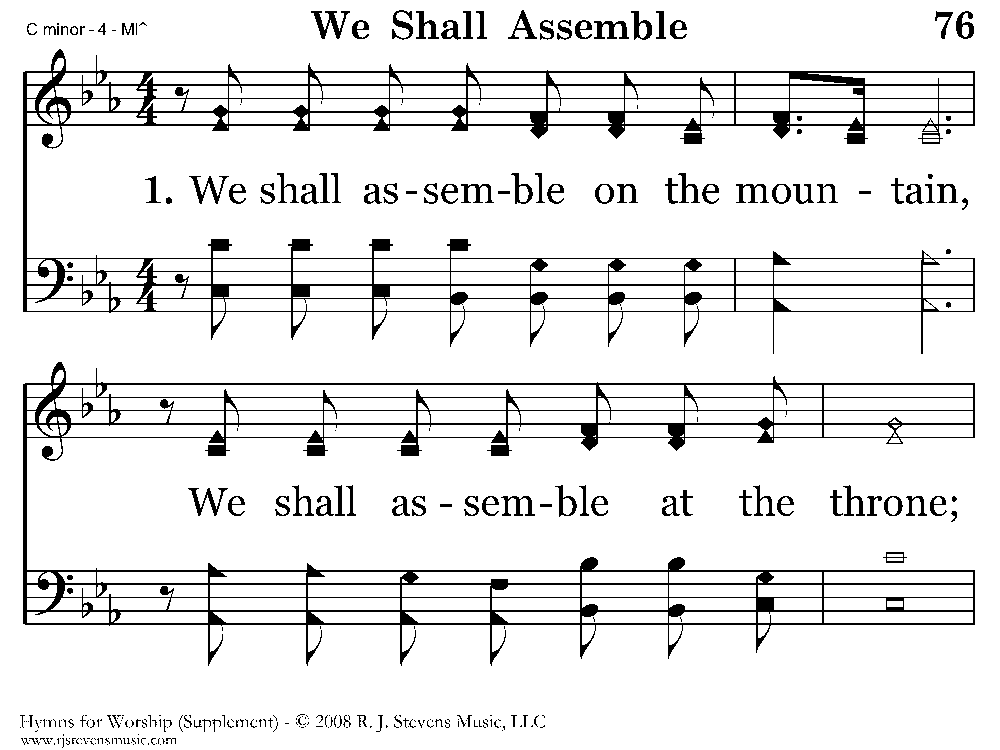 C minor - 4 - MI↑
We Shall Assemble
76
1. We shall as-sem-ble on the moun - tain,
We shall as - sem-ble at the throne;
Hymns for Worship (Supplement) - © 2008 R. J. Stevens Music, LLC
www.rjstevensmusic.com